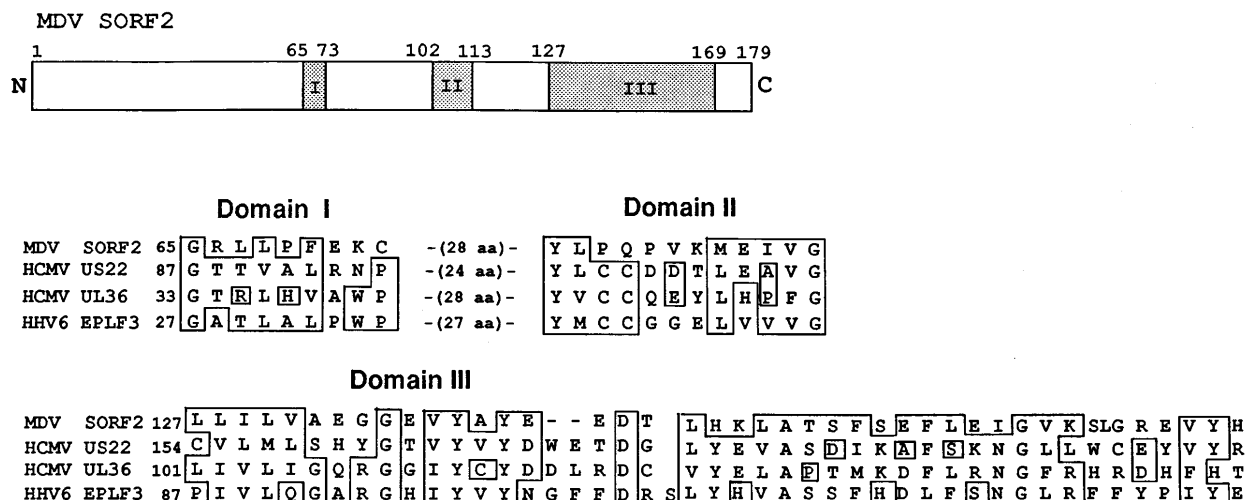 MDV SORF2
1 65 73 102 113 127 169 179
N I II III C
Domain I Domain II
MDV SORF2 65 G R L L P F E K C -(28 aa)- Y L P Q P V K M E I V G
HCMV US22 87 G T T V A L R N P -(24 aa)- Y L C C D D T L E A V G
HCMV UL36 33 G T R L H V A W P -(28 aa)- Y V C C Q E Y L H P F G
HHV6 EPLF3 27 G A T L A L P W P -(27 aa)- Y M C C G G E L V V V G
Domain III
MDV SORF2 127 L L I L V A E G G E V Y A Y E - - E D T L H K L A T S F S E F L E I G V K S L G R E V Y H
HCMV US22 154 C V L M L S H Y G T V Y V Y D W E T D G L Y E V A S D I K A F S K N G L L W C E Y V Y R
HCMV UL36 101 L I V L I G Q R G G I Y C Y D D L R D C V Y E L A P T M K D F L R N G F R H R D H F H T
HHV6 EPLF3 87 P I V L Q G A R G H I Y V Y N G F F D R S L Y H V A S S F H D L F S N G L R F F Y P I Y E